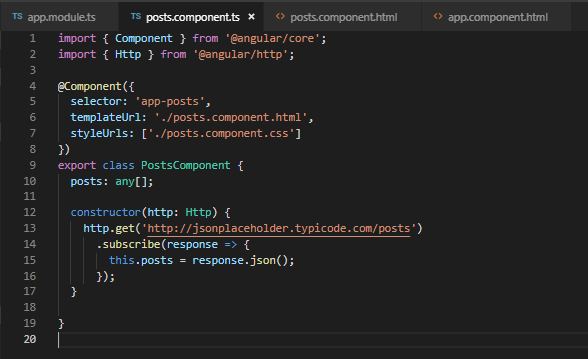 TS app.module.ts TS posts.component.ts × <> posts.component.html <> app.component.html
1 import { Component } from '@angular/core';
2 import { Http } from '@angular/http';
3
4 @Component({
5   selector: 'app-posts',
6   templateUrl: './posts.component.html',
7   styleUrls: ['./posts.component.css']
8 })
9 export class PostsComponent {
10   posts: any[];
11
12   constructor(http: Http) {
13     http.get('http://jsonplaceholder.typicode.com/posts')
14       .subscribe(response => {
15         this.posts = response.json();
16       });
17   }
18
19 }
20